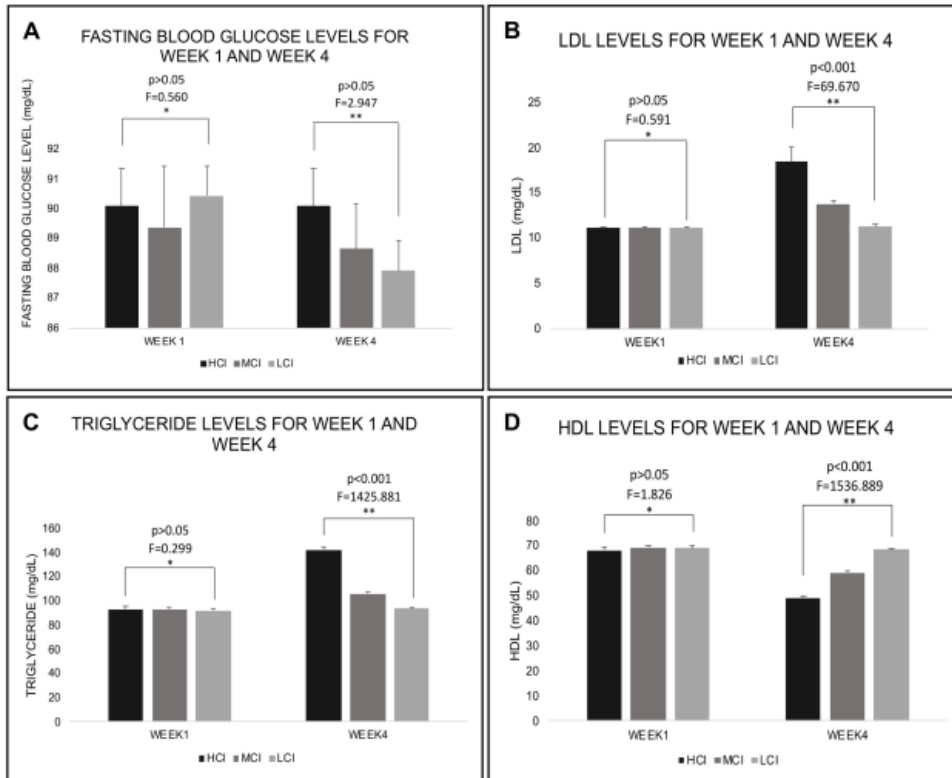 A
FASTING BLOOD GLUCOSE LEVELS FOR
WEEK 1 AND WEEK 4
p>0.05
F=0.560
*
p>0.05
F=2.947
**
FASTING BLOOD GLUCOSE LEVEL (mg/dL)
92
91
90
89
88
87
86
WEEK 1
WEEK 4
HCI MCI LCI
B
LDL LEVELS FOR WEEK 1 AND WEEK 4
p>0.05
F=0.591
*
p<0.001
F=69.670
**
LDL (mg/dL)
25
20
15
10
5
0
WEEK1
WEEK4
HCI MCI LCI
C
TRIGLYCERIDE LEVELS FOR WEEK 1 AND
WEEK 4
p>0.05
F=0.299
*
p<0.001
F=1425.881
**
TRIGLYCERIDE (mg/dL)
160
140
120
100
80
60
40
20
0
WEEK1
WEEK4
HCI MCI LCI
D
HDL LEVELS FOR WEEK 1 AND WEEK 4
p>0.05
F=1.826
*
p<0.001
F=1536.889
**
HDL (mg/dL)
80
70
60
50
40
30
20
10
0
WEEK1
WEEK4
HCI MCI LCI